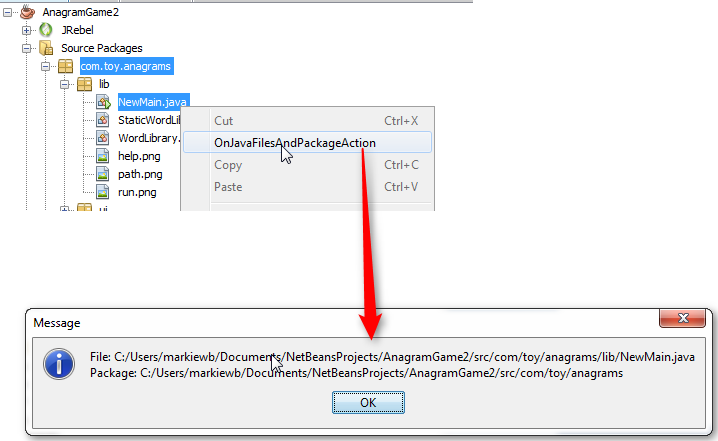 AnagramGame2
JRebel
Source Packages
com.toy.anagrams
lib
NewMain.java
StaticWordLi
WordLibrary.
help.png
path.png
run.png
ui
Cut Ctrl+X
OnJavaFilesAndPackageAction
Copy Ctrl+C
Paste Ctrl+V
Message
File: C:/Users/markiewb/Documents/NetBeansProjects/AnagramGame2/src/com/toy/anagrams/lib/NewMain.java
Package: C:/Users/markiewb/Documents/NetBeansProjects/AnagramGame2/src/com/toy/anagrams
OK